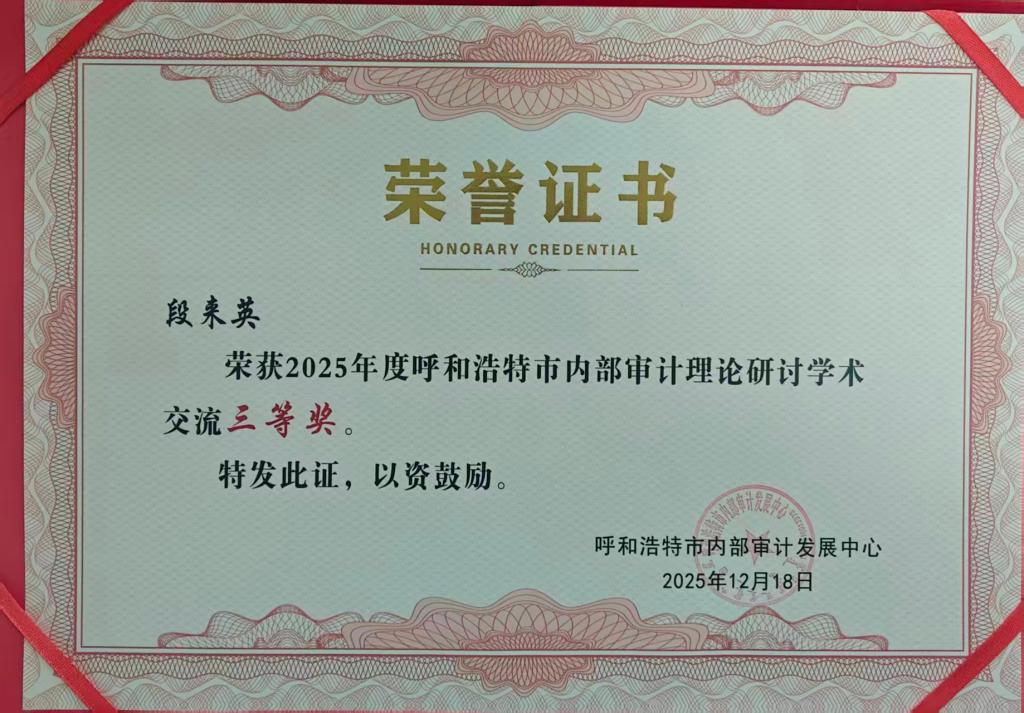 荣誉证书
HONORARY CREDENTIAL
段来英
荣获2025年度呼和浩特市内部审计理论研讨学术
交流三等奖。
特发此证，以资鼓励。
呼和浩特市内部审计发展中心
2025年12月18日